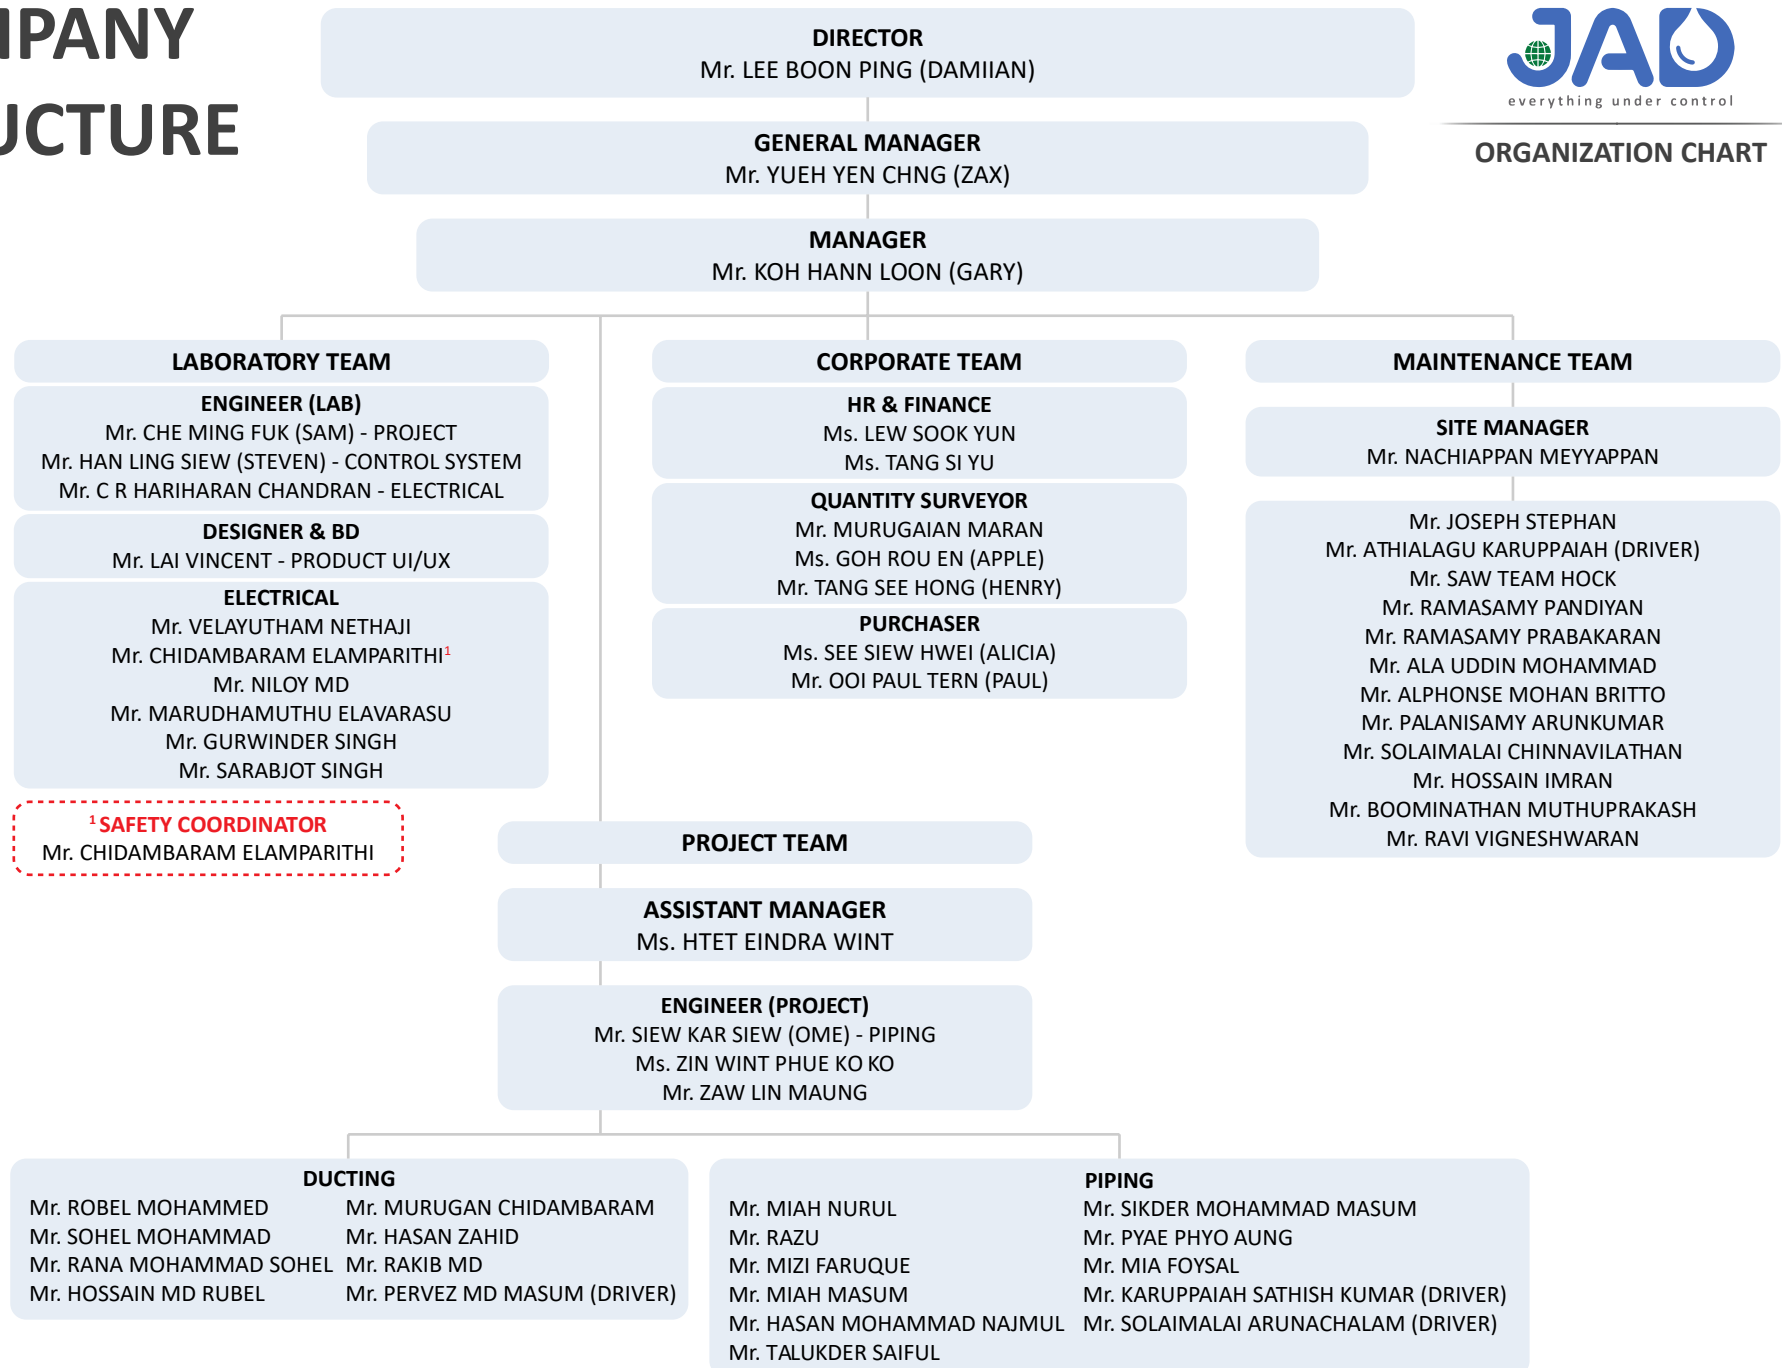 MPANY
UCTURE
JAD
everything under control
ORGANIZATION CHART
DIRECTOR
Mr. LEE BOON PING (DAMIIAN)
GENERAL MANAGER
Mr. YUEH YEN CHNG (ZAX)
MANAGER
Mr. KOH HANN LOON (GARY)
LABORATORY TEAM
ENGINEER (LAB)
Mr. CHE MING FUK (SAM) - PROJECT
Mr. HAN LING SIEW (STEVEN) - CONTROL SYSTEM
Mr. C R HARIHARAN CHANDRAN - ELECTRICAL
DESIGNER & BD
Mr. LAI VINCENT - PRODUCT UI/UX
ELECTRICAL
Mr. VELAYUTHAM NETHAJI
Mr. CHIDAMBARAM ELAMPARITHI¹
Mr. NILOY MD
Mr. MARUDHAMUTHU ELAVARASU
Mr. GURWINDER SINGH
Mr. SARABJOT SINGH
¹ SAFETY COORDINATOR
Mr. CHIDAMBARAM ELAMPARITHI
CORPORATE TEAM
HR & FINANCE
Ms. LEW SOOK YUN
Ms. TANG SI YU
QUANTITY SURVEYOR
Mr. MURUGAIAN MARAN
Ms. GOH ROU EN (APPLE)
Mr. TANG SEE HONG (HENRY)
PURCHASER
Ms. SEE SIEW HWEI (ALICIA)
Mr. OOI PAUL TERN (PAUL)
MAINTENANCE TEAM
SITE MANAGER
Mr. NACHIAPPAN MEYYAPPAN
Mr. JOSEPH STEPHAN
Mr. ATHIALAGU KARUPPAIAH (DRIVER)
Mr. SAW TEAM HOCK
Mr. RAMASAMY PANDIYAN
Mr. RAMASAMY PRABAKARAN
Mr. ALA UDDIN MOHAMMAD
Mr. ALPHONSE MOHAN BRITTO
Mr. PALANISAMY ARUNKUMAR
Mr. SOLAIMALAI CHINNAVILATHAN
Mr. HOSSAIN IMRAN
Mr. BOOMINATHAN MUTHUPRAKASH
Mr. RAVI VIGNESHWARAN
PROJECT TEAM
ASSISTANT MANAGER
Ms. HTET EINDRA WINT
ENGINEER (PROJECT)
Mr. SIEW KAR SIEW (OME) - PIPING
Ms. ZIN WINT PHUE KO KO
Mr. ZAW LIN MAUNG
DUCTING
Mr. ROBEL MOHAMMED
Mr. SOHEL MOHAMMAD
Mr. RANA MOHAMMAD SOHEL
Mr. HOSSAIN MD RUBEL
Mr. MURUGAN CHIDAMBARAM
Mr. HASAN ZAHID
Mr. RAKIB MD
Mr. PERVEZ MD MASUM (DRIVER)
PIPING
Mr. MIAH NURUL
Mr. RAZU
Mr. MIZI FARUQUE
Mr. MIAH MASUM
Mr. HASAN MOHAMMAD NAJMUL
Mr. TALUKDER SAIFUL
Mr. SIKDER MOHAMMAD MASUM
Mr. PYAE PHYO AUNG
Mr. MIA FOYSAL
Mr. KARUPPAIAH SATHISH KUMAR (DRIVER)
Mr. SOLAIMALAI ARUNACHALAM (DRIVER)